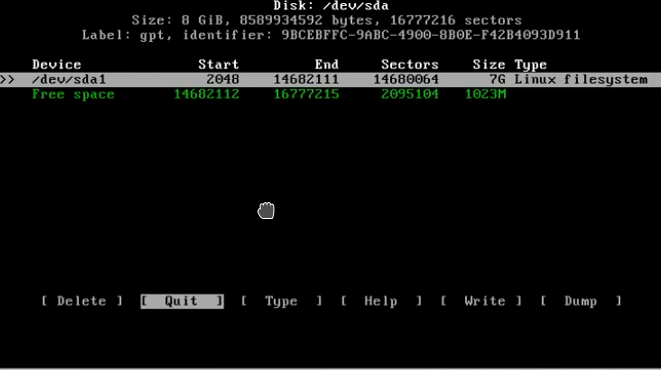 Disk: /dev/sda
Size: 8 GiB, 8589934592 bytes, 16777216 sectors
Label: gpt, identifier: 9BCEBFFC-9ABC-4900-8B0E-F42B4093D911
Device Start End Sectors Size Type
>> /dev/sda1 2048 14682111 14680064 7G Linux filesystem
Free space 14682112 16777215 2095104 1023M
[ Delete ] [ Quit ] [ Type ] [ Help ] [ Write ] [ Dump ]